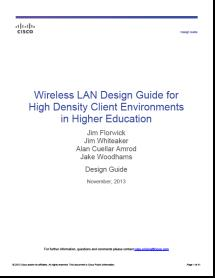 CISCO
Design Guide
Wireless LAN Design Guide for
High Density Client Environments
in Higher Education
Jim Florwick
Jim Whiteaker
Alan Cuellar Amrod
Jake Woodhams
Design Guide
November, 2013
For further information, questions and comments please contact
© 2013 Cisco and/or its affiliates. All rights reserved. This document is Cisco Public Information.
Page 1 of 41